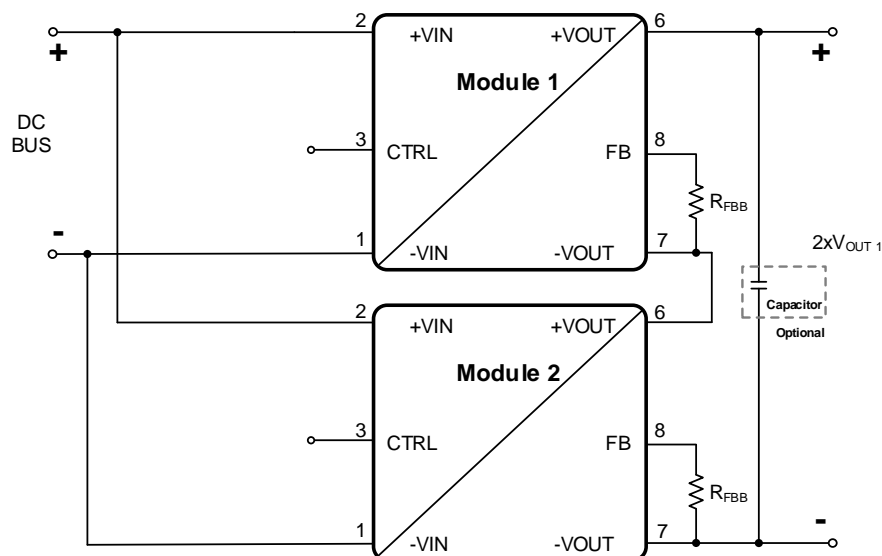 2 +VIN +VOUT 6
+ Module 1 +
DC
BUS
3 CTRL FB 8
RFBB
- 1 -VIN -VOUT 7
2xVOUT 1
Capacitor
Optional
2 +VIN +VOUT 6
Module 2
3 CTRL FB 8
RFBB
1 -VIN -VOUT 7 -